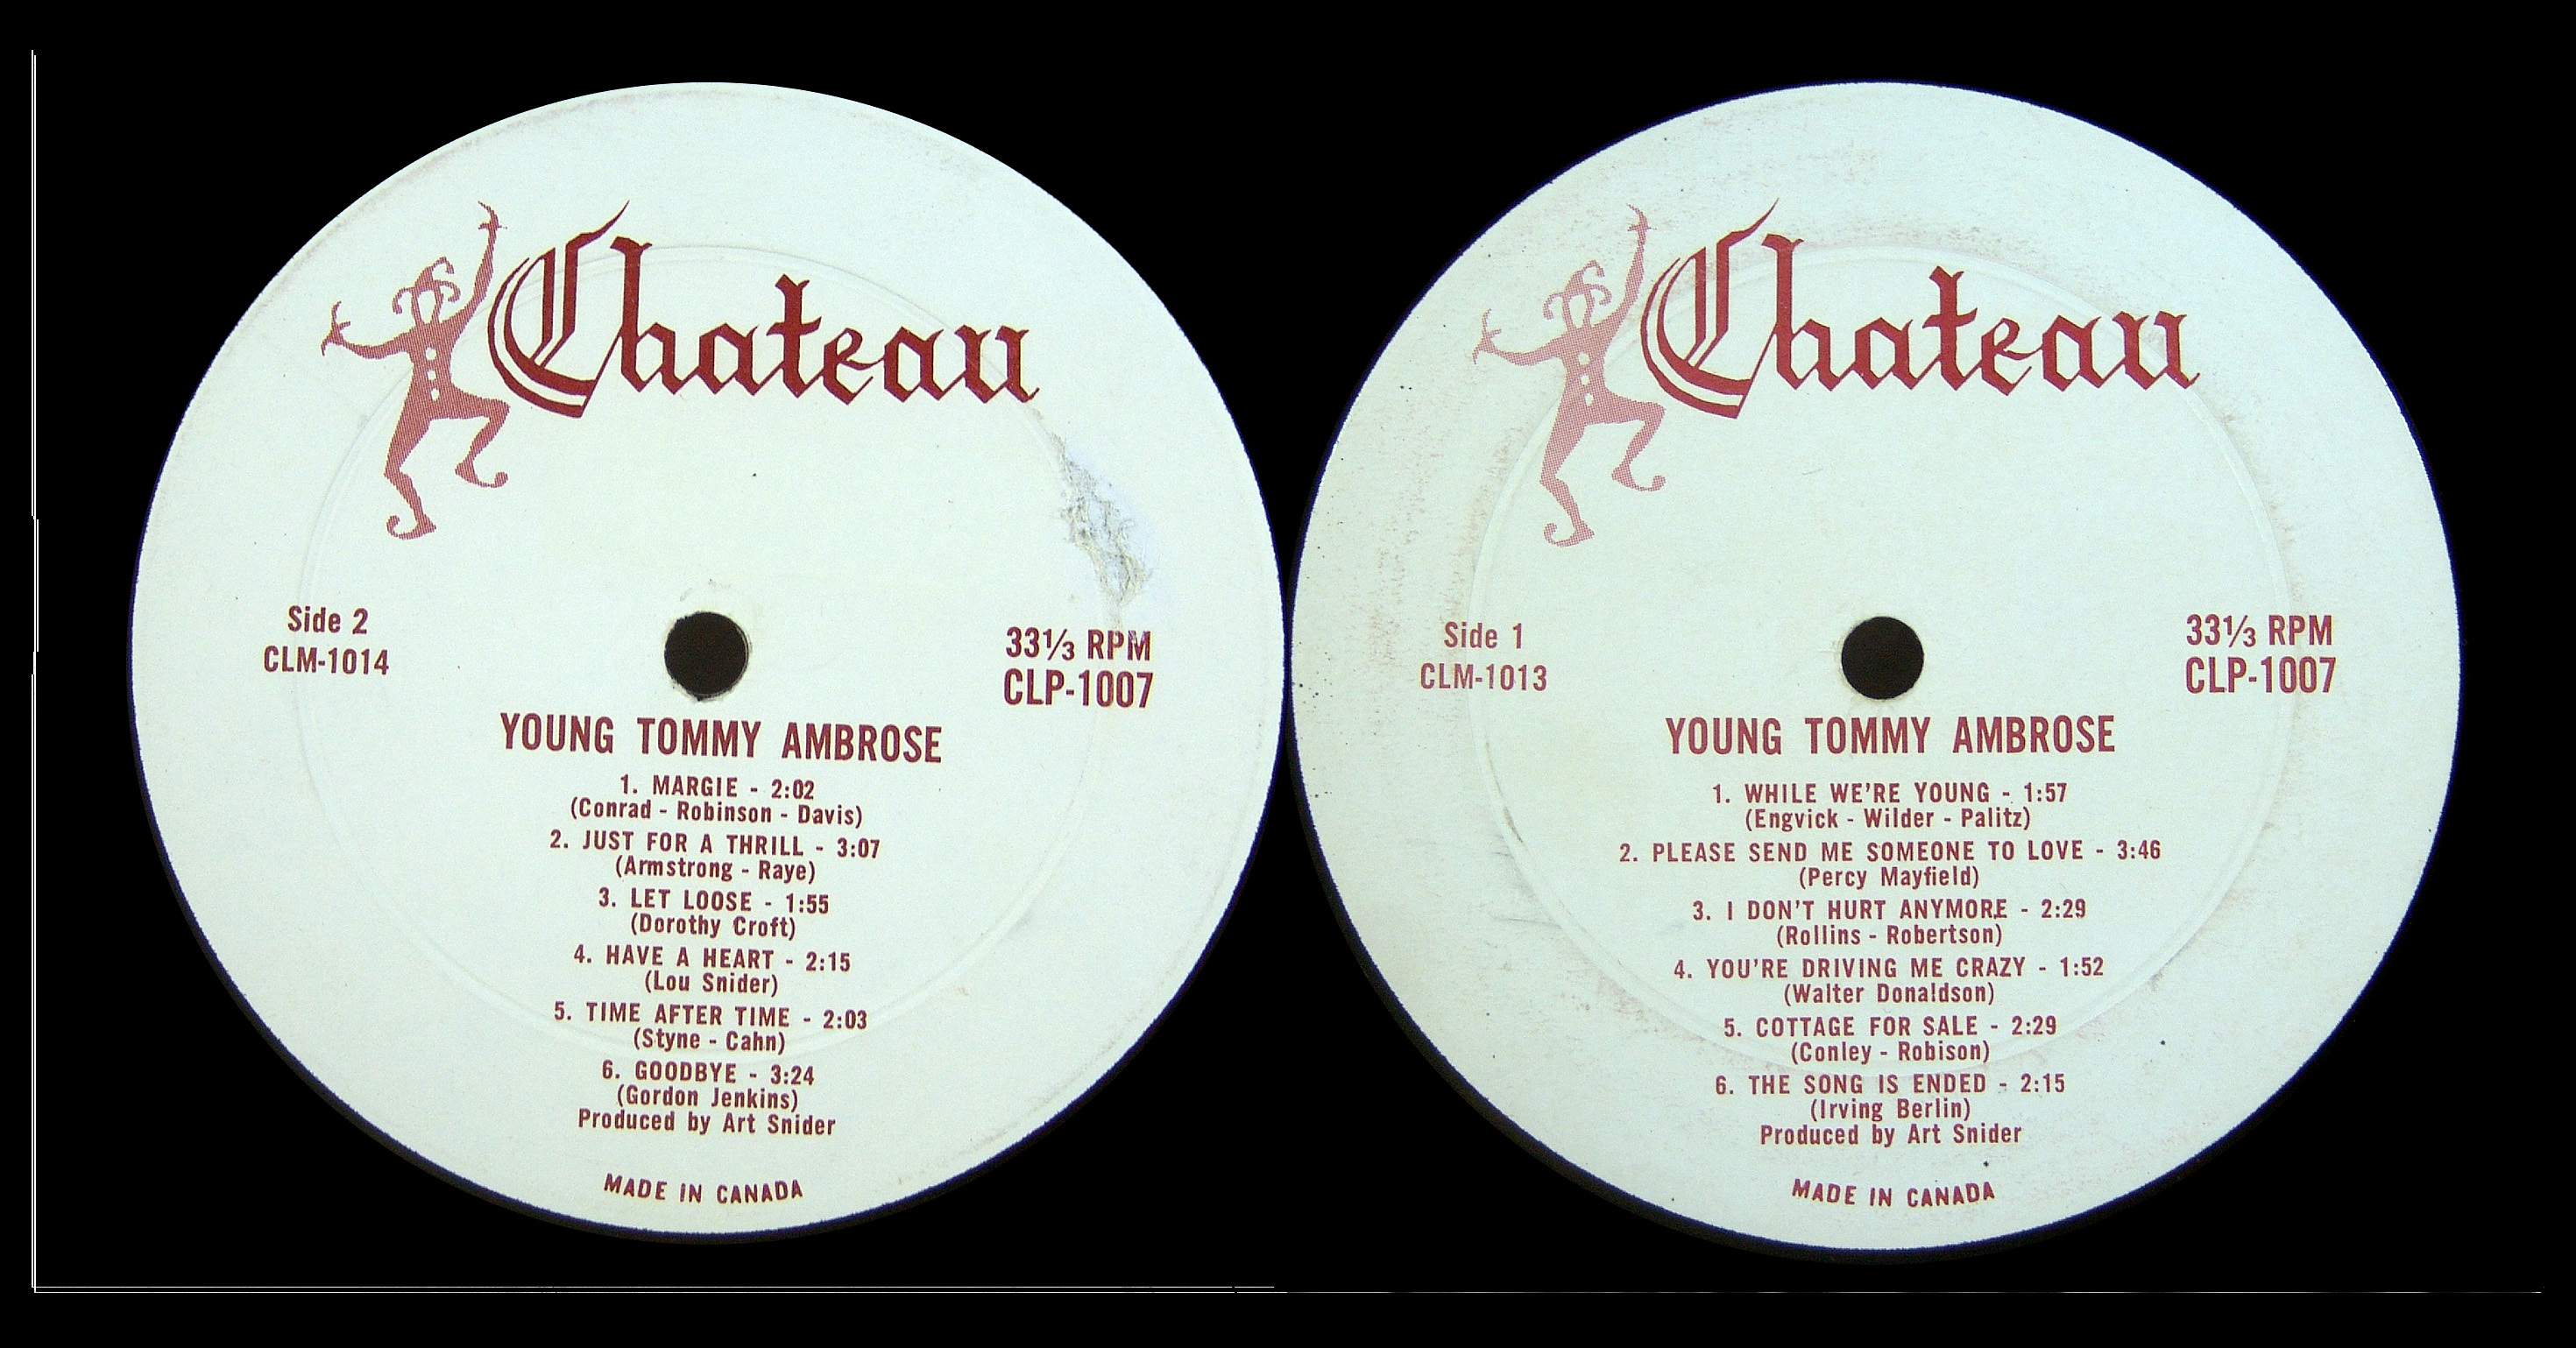 Chateau
Side 2
CLM-1014
33⅓ RPM
CLP-1007
YOUNG TOMMY AMBROSE
1. MARGIE - 2:02
(Conrad - Robinson - Davis)
2. JUST FOR A THRILL - 3:07
(Armstrong - Raye)
3. LET LOOSE - 1:55
(Dorothy Croft)
4. HAVE A HEART - 2:15
(Lou Snider)
5. TIME AFTER TIME - 2:03
(Styne - Cahn)
6. GOODBYE - 3:24
(Gordon Jenkins)
Produced by Art Snider
MADE IN CANADA
Chateau
Side 1
CLM-1013
33⅓ RPM
CLP-1007
YOUNG TOMMY AMBROSE
1. WHILE WE'RE YOUNG - 1:57
(Engvick - Wilder - Palitz)
2. PLEASE SEND ME SOMEONE TO LOVE - 3:46
(Percy Mayfield)
3. I DON'T HURT ANYMORE - 2:29
(Rollins - Robertson)
4. YOU'RE DRIVING ME CRAZY - 1:52
(Walter Donaldson)
5. COTTAGE FOR SALE - 2:29
(Conley - Robison)
6. THE SONG IS ENDED - 2:15
(Irving Berlin)
Produced by Art Snider
MADE IN CANADA